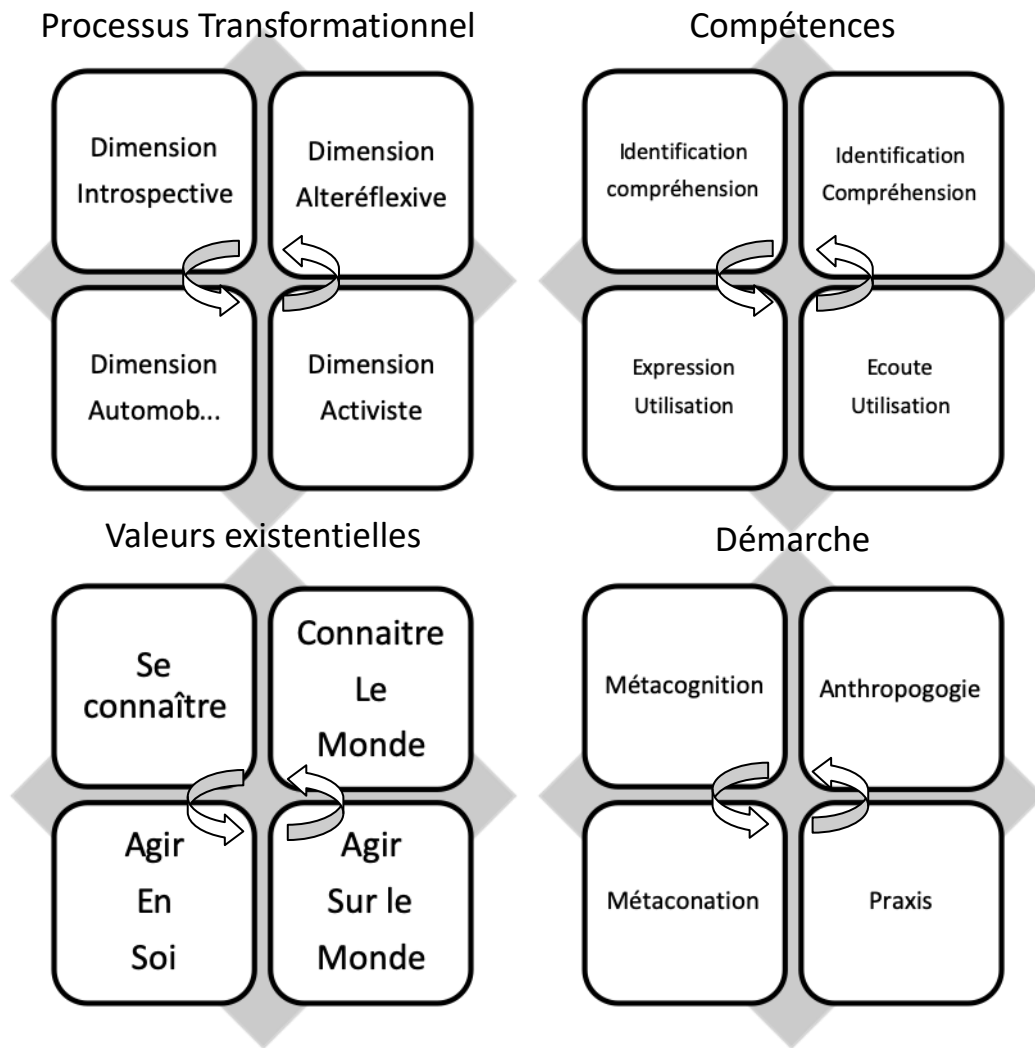 Processus Transformationnel
Dimension
Introspective
Dimension
Alteréflexive
Dimension
Automob...
Dimension
Activiste
Compétences
Identification
compréhension
Identification
Compréhension
Expression
Utilisation
Ecoute
Utilisation
Valeurs existentielles
Se
connaître
Connaitre
Le
Monde
Agir
En
Soi
Agir
Sur le
Monde
Démarche
Métacognition
Anthropogogie
Métaconation
Praxis